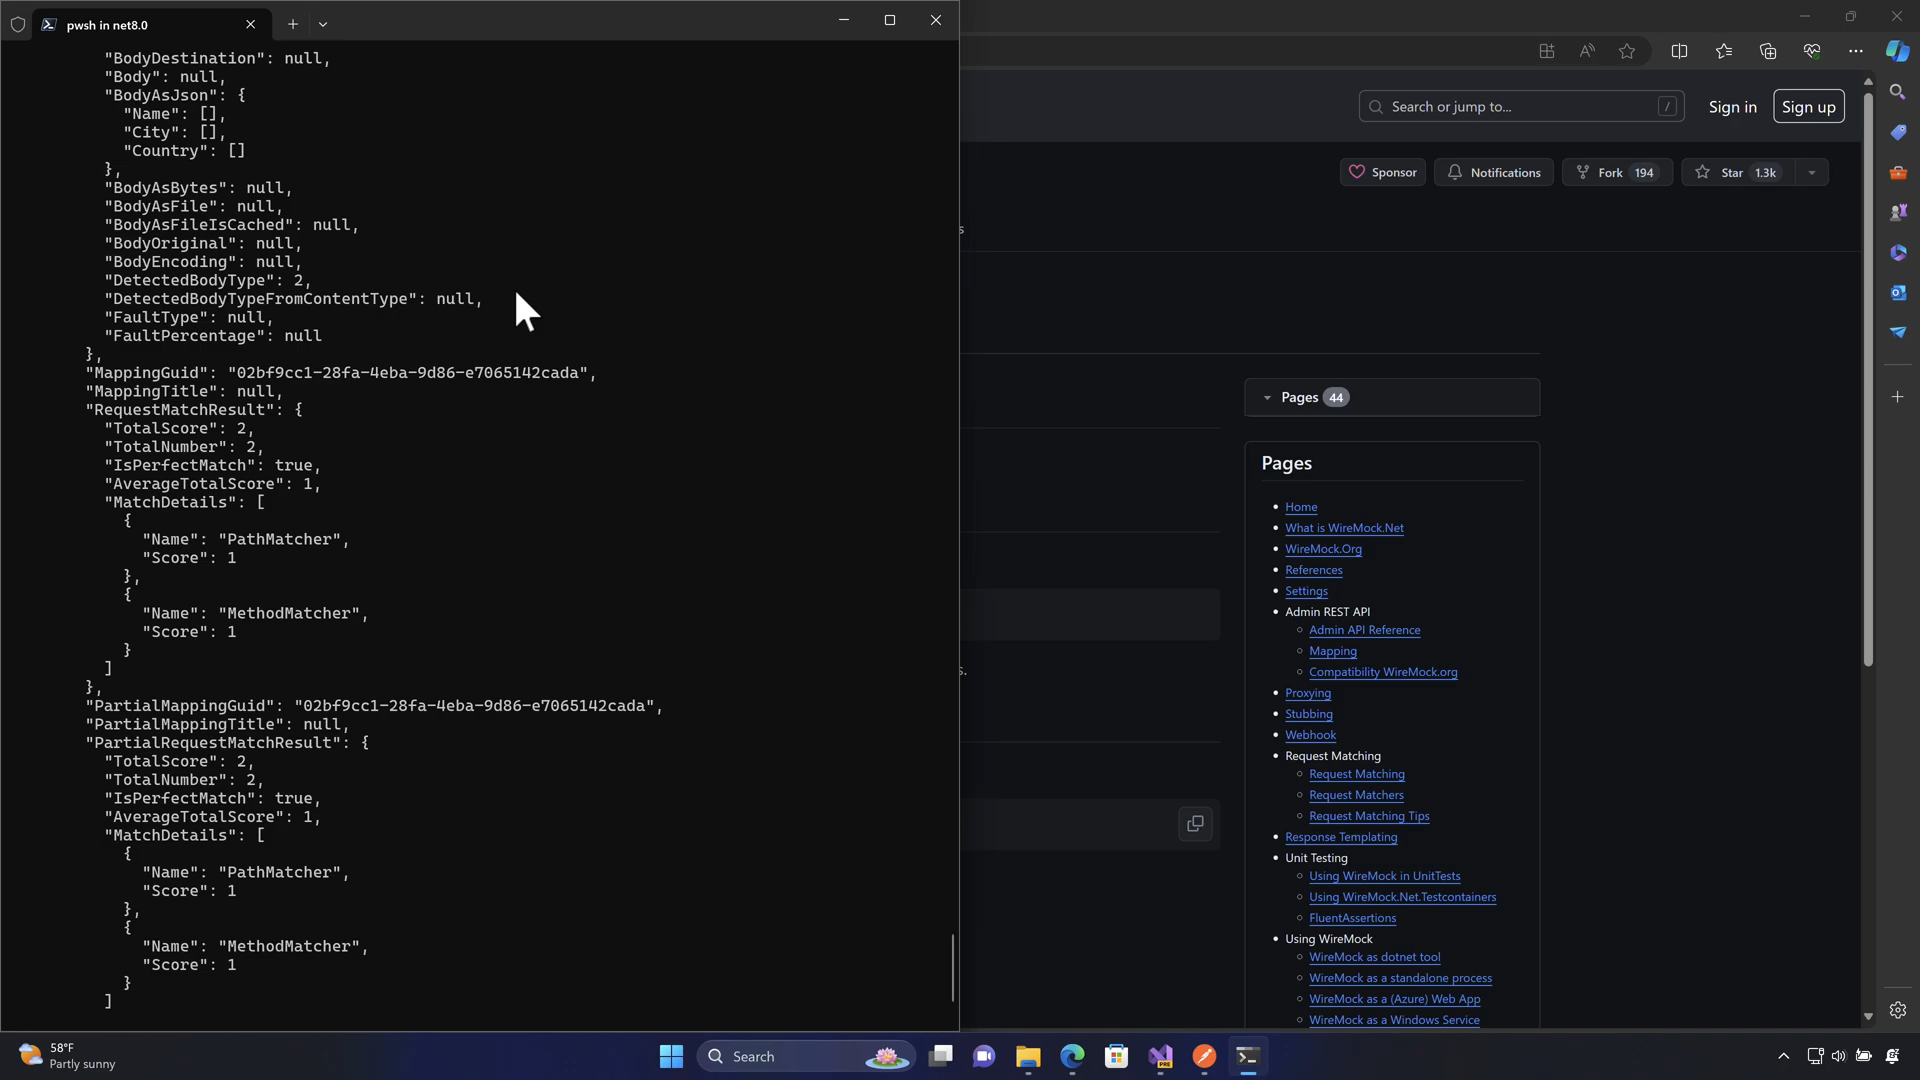 pwsh in net8.0
"BodyDestination": null,
"Body": null,
"BodyAsJson": {
"Name": [],
"City": [],
"Country": []
},
"BodyAsBytes": null,
"BodyAsFile": null,
"BodyAsFileIsCached": null,
"BodyOriginal": null,
"BodyEncoding": null,
"DetectedBodyType": 2,
"DetectedBodyTypeFromContentType": null,
"FaultType": null,
"FaultPercentage": null
},
"MappingGuid": "02bf9cc1-28fa-4eba-9d86-e7065142cada",
"MappingTitle": null,
"RequestMatchResult": {
"TotalScore": 2,
"TotalNumber": 2,
"IsPerfectMatch": true,
"AverageTotalScore": 1,
"MatchDetails": [
{
"Name": "PathMatcher",
"Score": 1
},
{
"Name": "MethodMatcher",
"Score": 1
}
]
},
"PartialMappingGuid": "02bf9cc1-28fa-4eba-9d86-e7065142cada",
"PartialMappingTitle": null,
"PartialRequestMatchResult": {
"TotalScore": 2,
"TotalNumber": 2,
"IsPerfectMatch": true,
"AverageTotalScore": 1,
"MatchDetails": [
{
"Name": "PathMatcher",
"Score": 1
},
{
"Name": "MethodMatcher",
"Score": 1
}
]
Search or jump to... /
Sign in
Sign up
Sponsor
Notifications
Fork 194
Star 1.3k
s
s.
Pages 44
Pages
Home
What is WireMock.Net
WireMock.Org
References
Settings
Admin REST API
Admin API Reference
Mapping
Compatibility WireMock.org
Proxying
Stubbing
Webhook
Request Matching
Request Matching
Request Matchers
Request Matching Tips
Response Templating
Unit Testing
Using WireMock in UnitTests
Using WireMock.Net.Testcontainers
FluentAssertions
Using WireMock
WireMock as dotnet tool
WireMock as a standalone process
WireMock as a (Azure) Web App
WireMock as a Windows Service
58°F
Partly sunny
Search
PRE